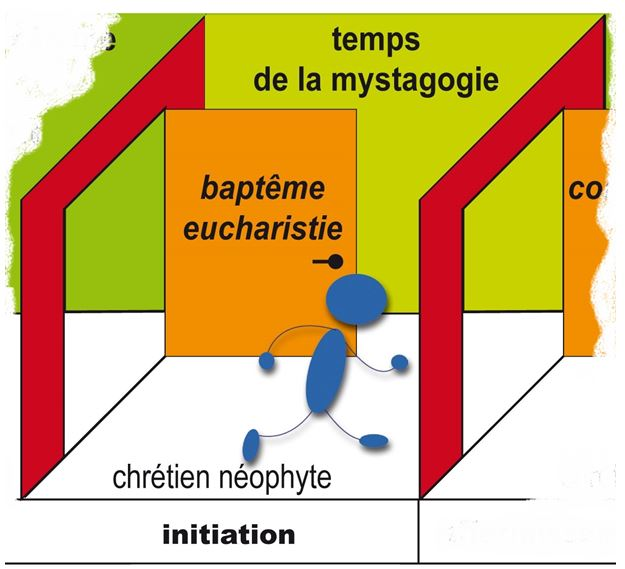 temps
de la mystagogie
baptême
eucharistie
co
chrétien néophyte
initiation